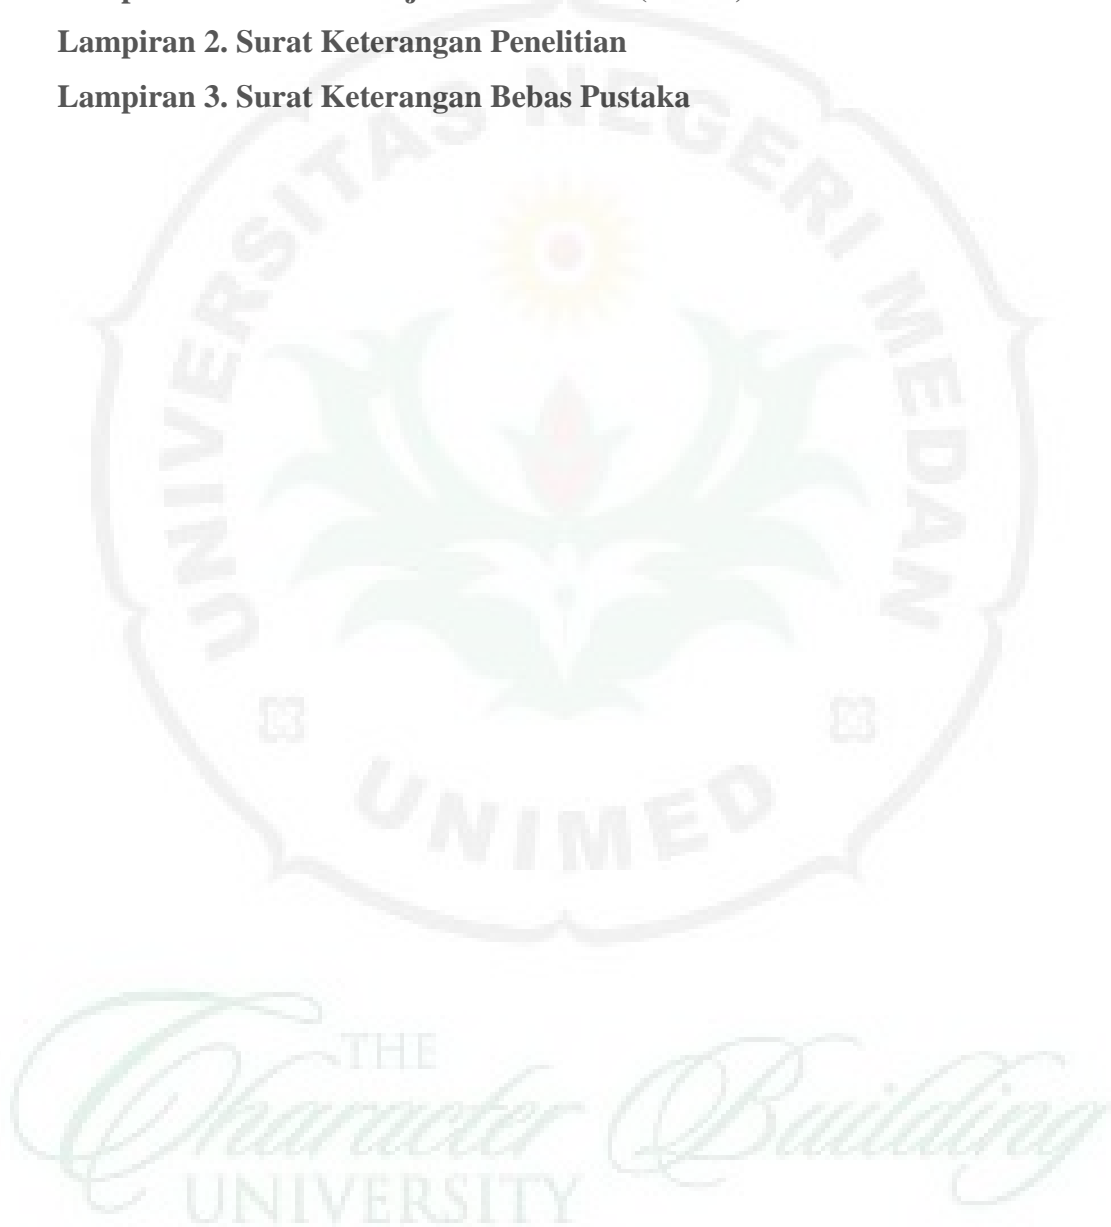 Lampiran 2. Surat Keterangan Penelitian
Lampiran 3. Surat Keterangan Bebas Pustaka
UNIVERSITAS NEGERI MEDAN
UNIMED
THE
Character Building
UNIVERSITY